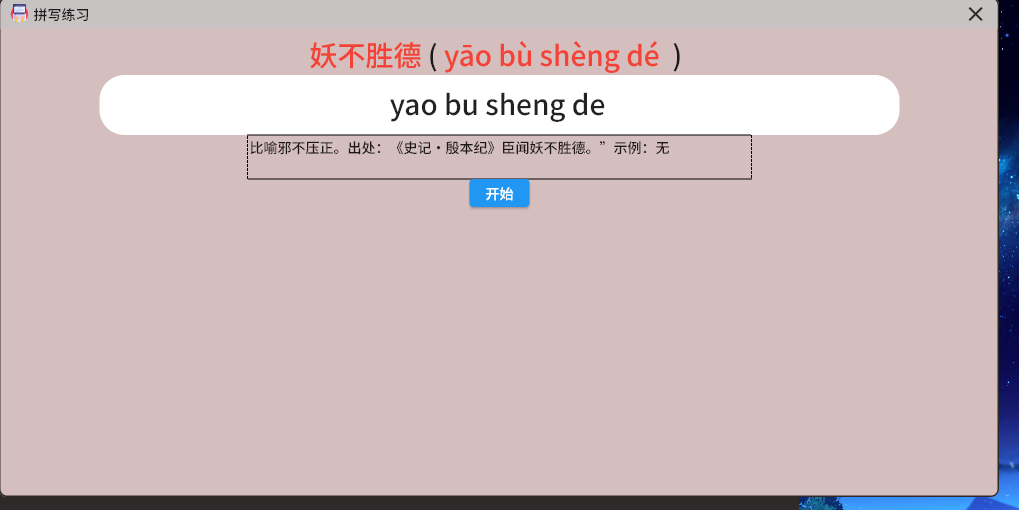 拼写练习
妖不胜德 ( yāo bù shèng dé )
yao bu sheng de
比喻邪不压正。出处：《史记·殷本纪》臣闻妖不胜德。”示例：无
开始